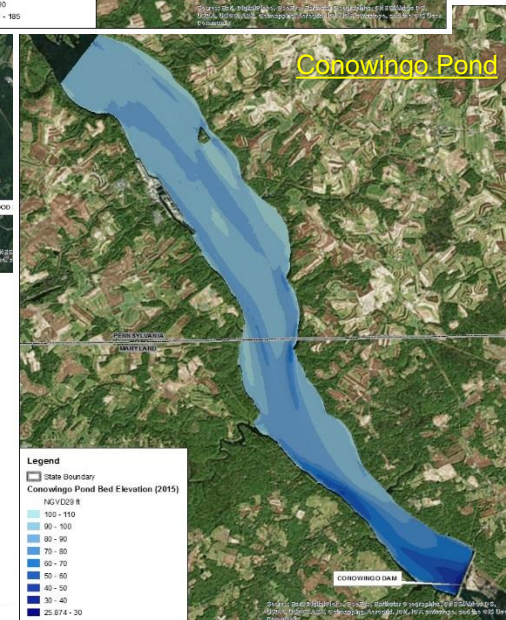 - 185
Conowingo Pond
PENNSYLVANIA
MARYLAND
Legend
State Boundary
Conowingo Pond Bed Elevation (2015)
NGVD29 ft
100 - 110
90 - 100
80 - 90
70 - 80
60 - 70
50 - 60
40 - 50
30 - 40
25.874 - 30
CONOWINGO DAM